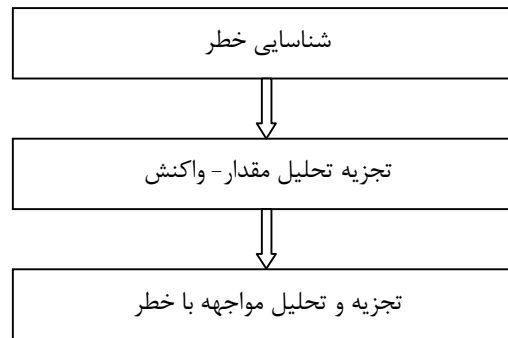 شناسایی خطر
تجزیه تحلیل مقدار- واکنش
تجزیه و تحلیل مواجهه با خطر